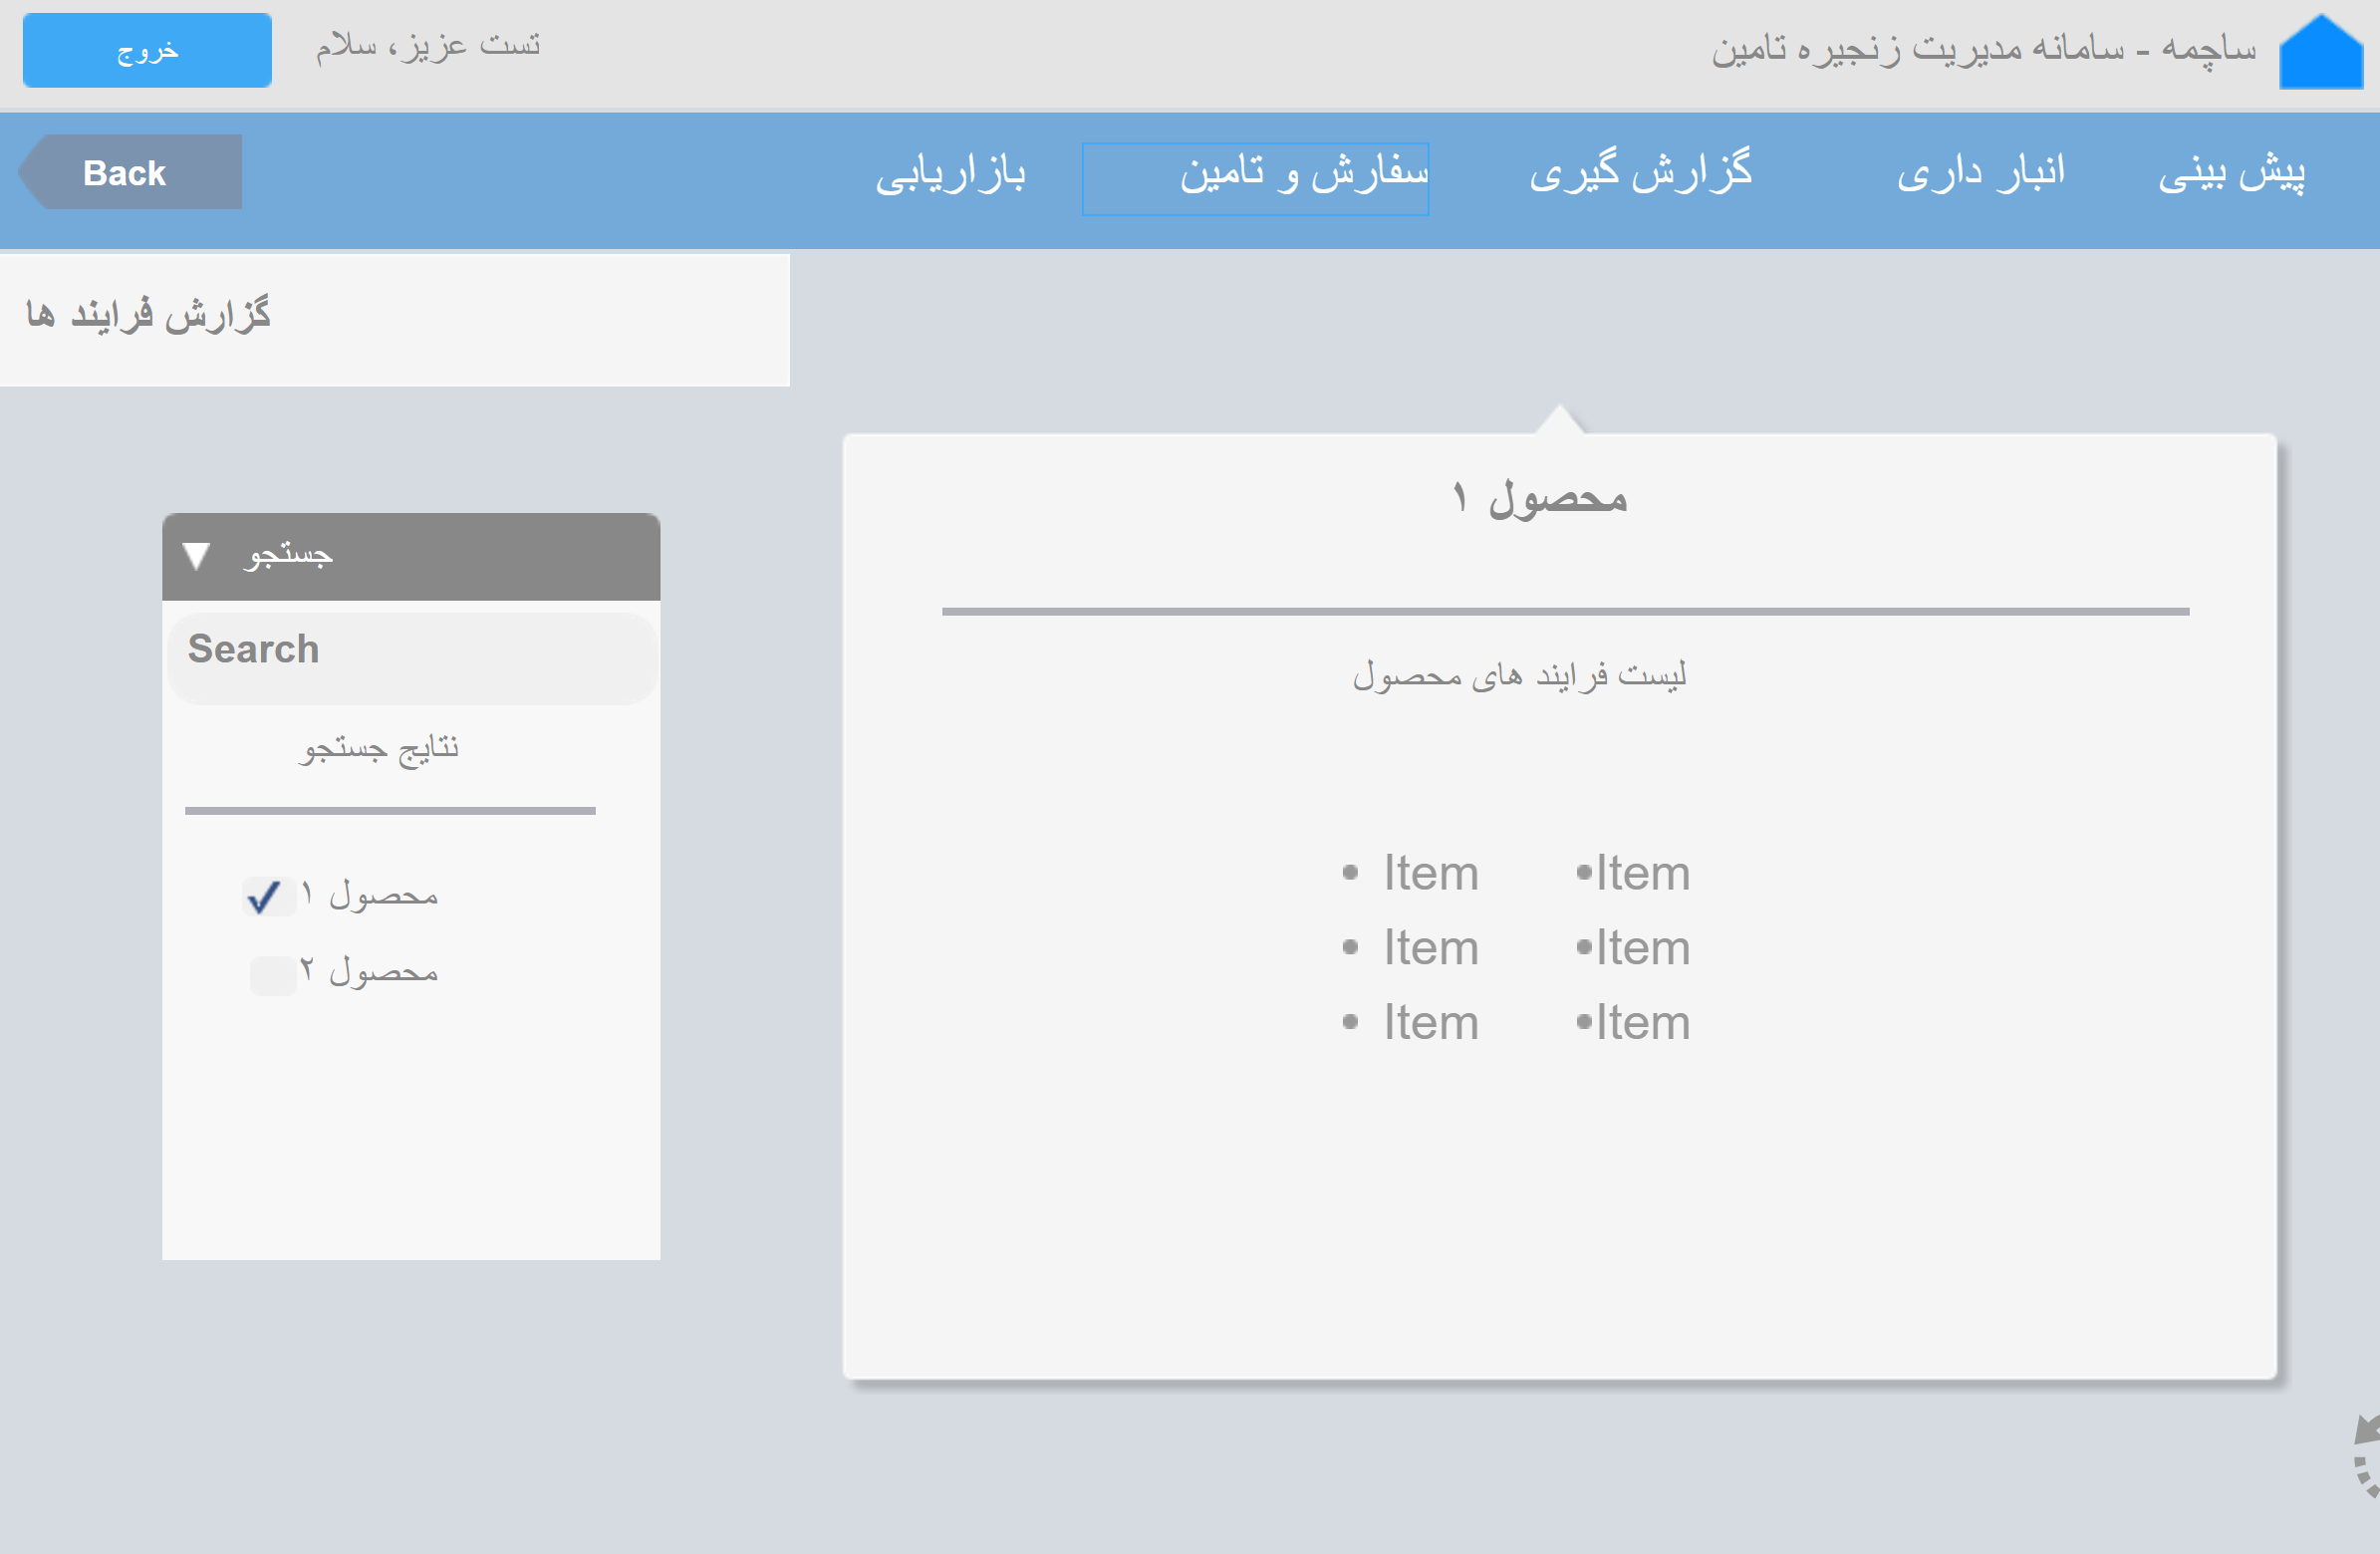 ساچمه - سامانه مدیریت زنجیره تامین
تست عزیز، سلام
خروج
پیش بینی
انبار داری
گزارش گیری
سفارش و تامین
بازاریابی
Back
گزارش فرایند ها
محصول ۱
لیست فرایند های محصول
Item Item
Item Item
Item Item
جستجو
Search
نتایج جستجو
محصول ۱
محصول ۲